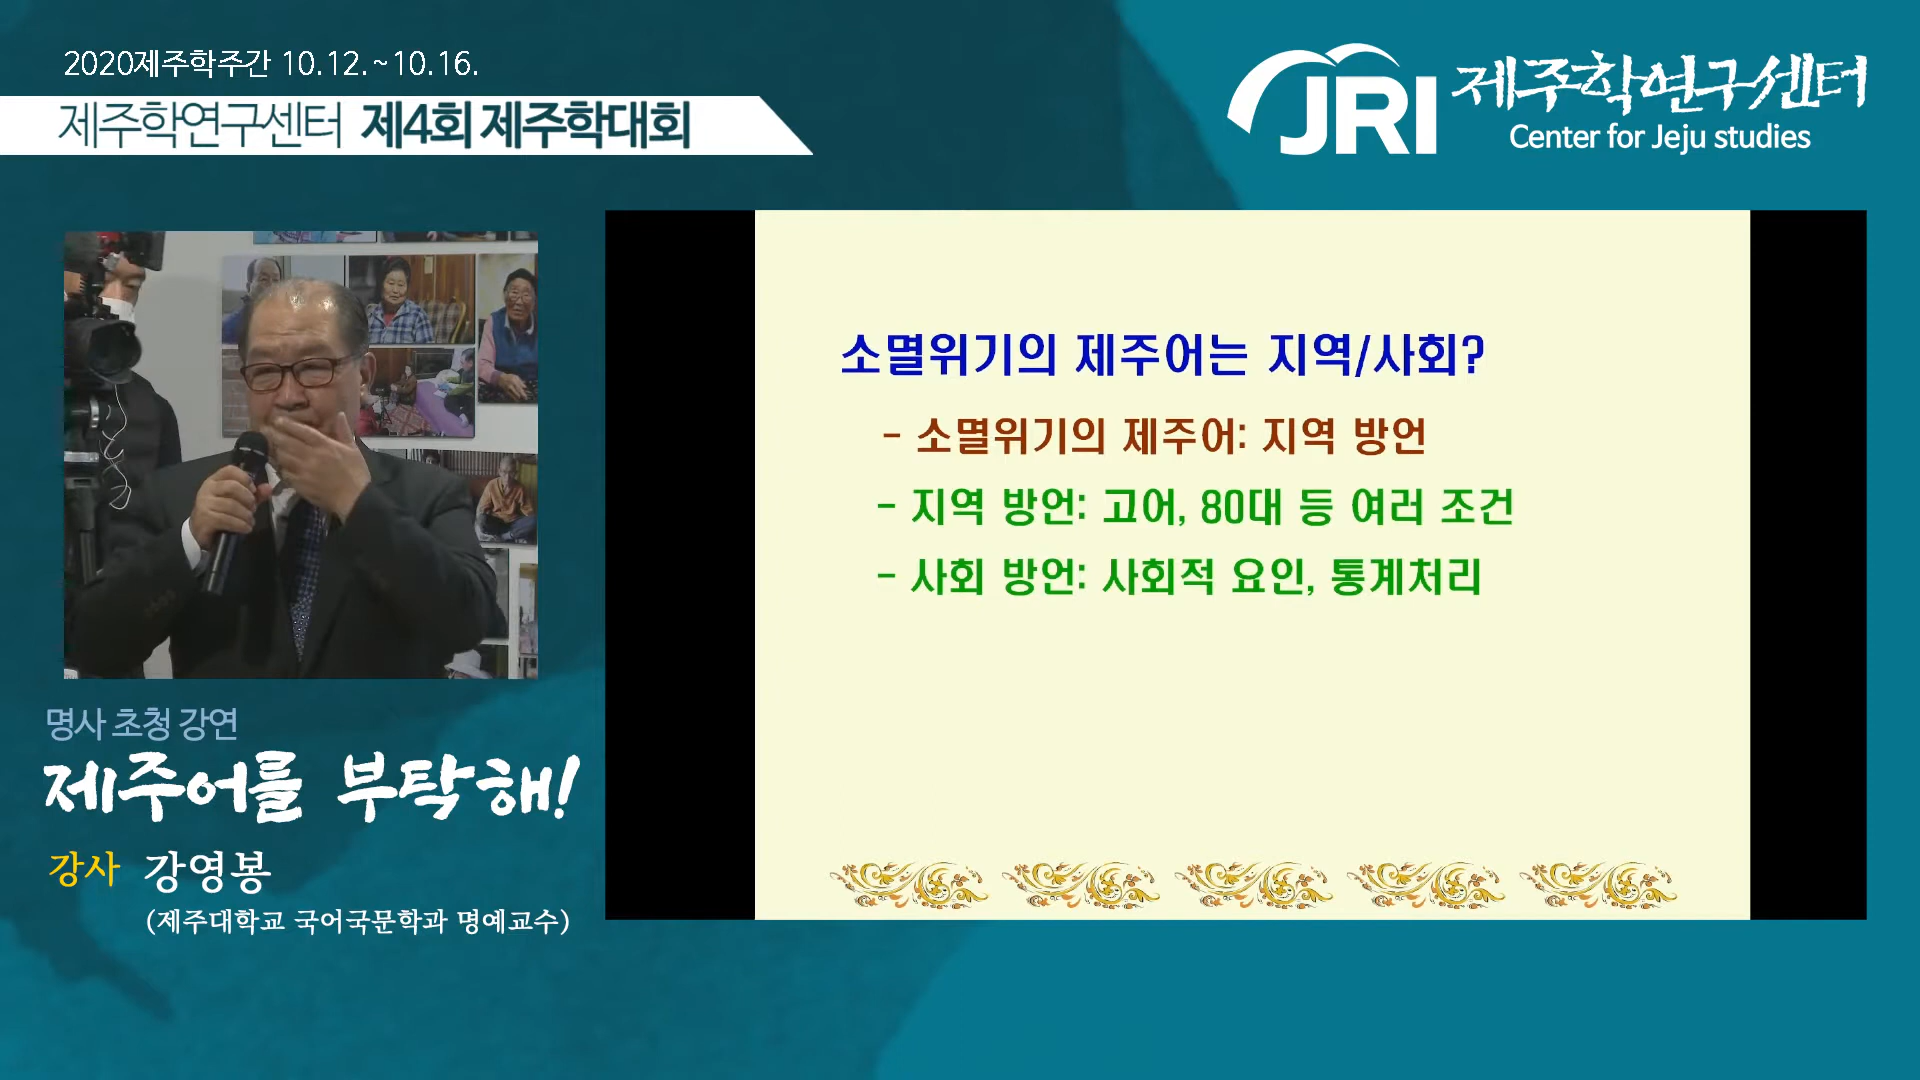 2020제주학주간 10.12.~10.16.
제주학연구센터 제4회 제주학대회
JRI 제주학연구센터
Center for Jeju studies
소멸위기의 제주어는 지역/사회?
- 소멸위기의 제주어: 지역 방언
- 지역 방언: 고어, 80대 등 여러 조건
- 사회 방언: 사회적 요인, 통계처리
명사 초청 강연
제주어를 부탁해!
강사 강영봉
(제주대학교 국어국문학과 명예교수)